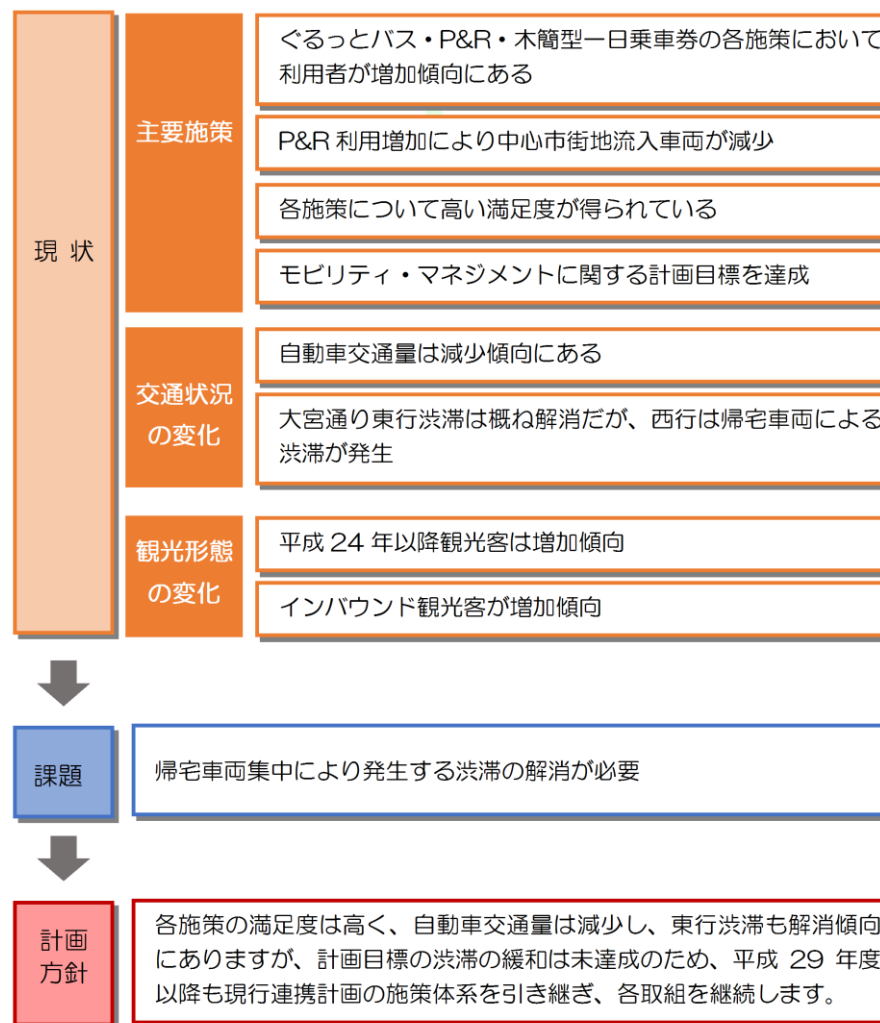 現 状
主要施策
ぐるっとバス・P&R・木簡型一日乗車券の各施策において
利用者が増加傾向にある
P&R 利用増加により中心市街地流入車両が減少
各施策について高い満足度が得られている
モビリティ・マネジメントに関する計画目標を達成
交通状況
の変化
自動車交通量は減少傾向にある
大宮通り東行渋滞は概ね解消だが、西行は帰宅車両による
渋滞が発生
観光形態
の変化
平成 24 年以降観光客は増加傾向
インバウンド観光客が増加傾向
課題
帰宅車両集中により発生する渋滞の解消が必要
計画
方針
各施策の満足度は高く、自動車交通量は減少し、東行渋滞も解消傾向
にありますが、計画目標の渋滞の緩和は未達成のため、平成 29 年度
以降も現行連携計画の施策体系を引き継ぎ、各取組を継続します。